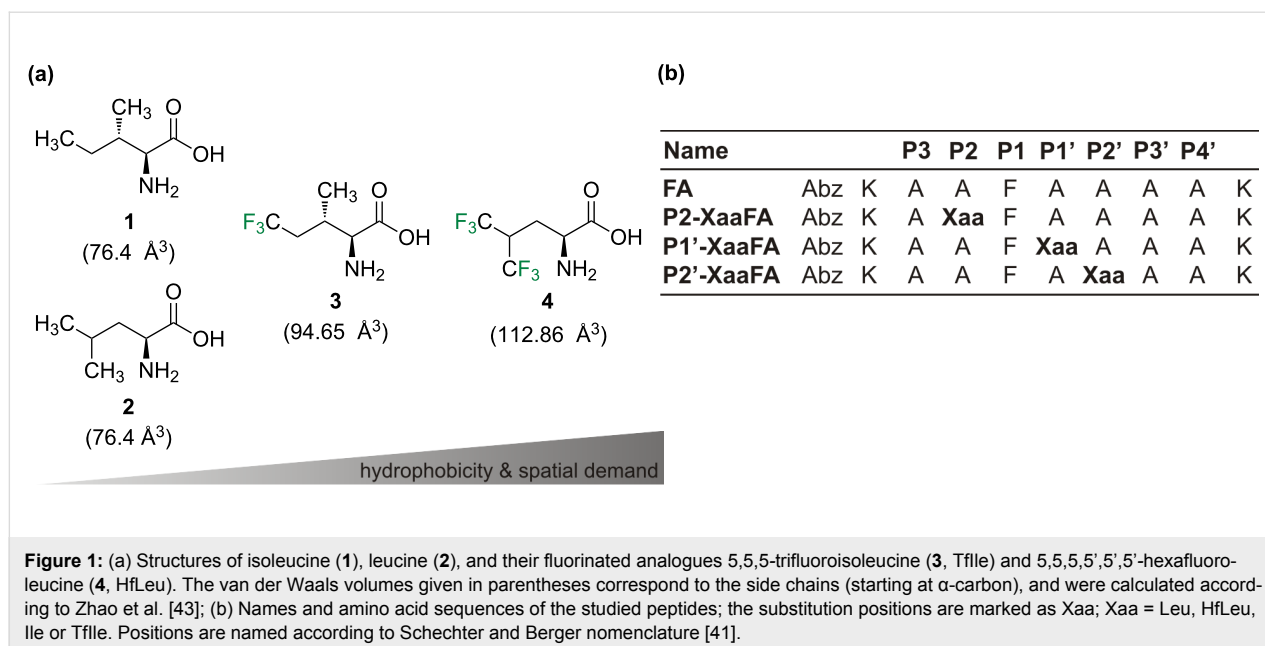 (a)
CH3 O
H3C
OH
NH2
1
(76.4 Å3)
O
H3C
OH
CH3 NH2
2
(76.4 Å3)
CH3 O
F3C
OH
NH2
3
(94.65 Å3)
O
F3C
OH
CF3 NH2
4
(112.86 Å3)
hydrophobicity & spatial demand
(b)
Name P3 P2 P1 P1’ P2’ P3’ P4’
FA Abz K A A F A A A A K
P2-XaaFA Abz K A Xaa F A A A A K
P1’-XaaFA Abz K A A F Xaa A A A K
P2’-XaaFA Abz K A A F A Xaa A A K
Figure 1: (a) Structures of isoleucine (1), leucine (2), and their fluorinated analogues 5,5,5-trifluoroisoleucine (3, TfIle) and 5,5,5,5’,5’,5’-hexafluoro-
leucine (4, HfLeu). The van der Waals volumes given in parentheses correspond to the side chains (starting at α-carbon), and were calculated accord-
ing to Zhao et al. [43]; (b) Names and amino acid sequences of the studied peptides; the substitution positions are marked as Xaa; Xaa = Leu, HfLeu,
Ile or TfIle. Positions are named according to Schechter and Berger nomenclature [41].